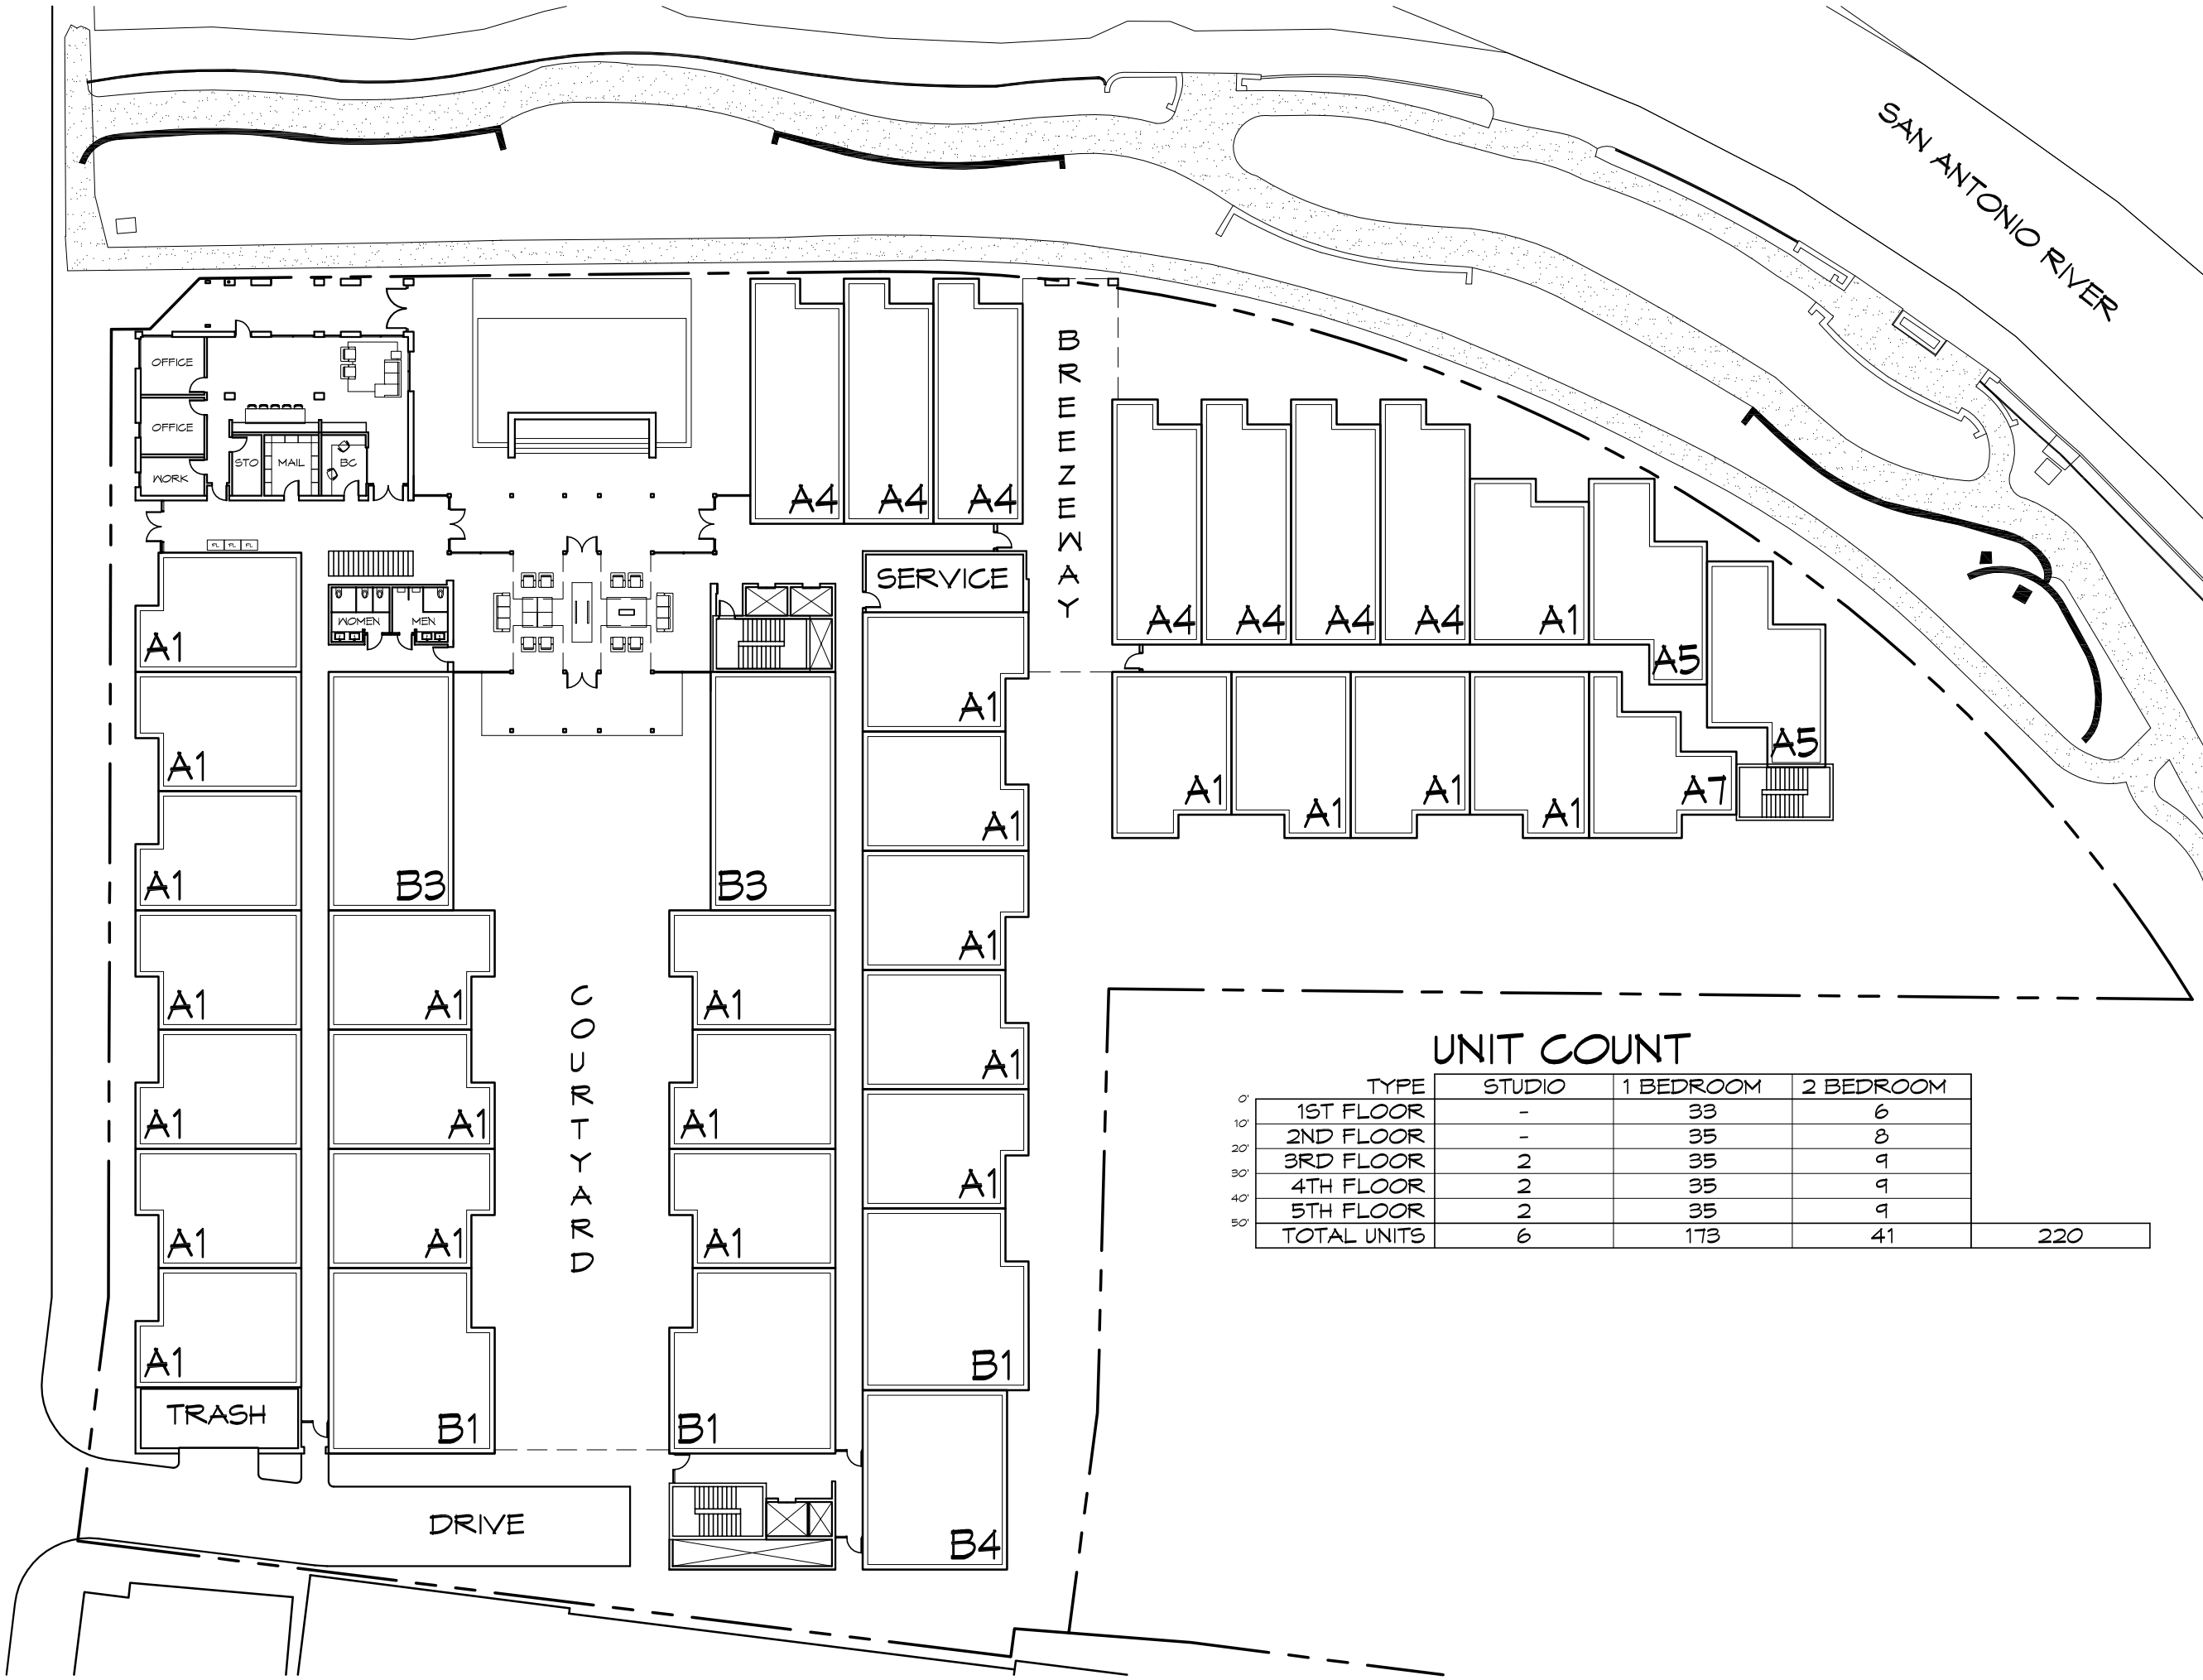 SAN ANTONIO RIVER
BREEZEWAY
OFFICE
OFFICE
WORK
STO
MAIL
BC
A4
A4
A4
PL PL PL
SERVICE
WOMEN
MEN
A4
A4
A4
A4
A1
A5
A5
A1
A1
A1
A1
A7
A1
A1
A1
A1
A1
A1
A1
TRASH
B3
A1
A1
A1
B1
COURTYARD
B3
A1
A1
A1
B1
A1
A1
A1
A1
A1
B1
B4
DRIVE
UNIT COUNT
TYPE STUDIO 1 BEDROOM 2 BEDROOM
1ST FLOOR - 33 6
2ND FLOOR - 35 8
3RD FLOOR 2 35 9
4TH FLOOR 2 35 9
5TH FLOOR 2 35 9
TOTAL UNITS 6 173 41 220
0'
10'
20'
30'
40'
50'